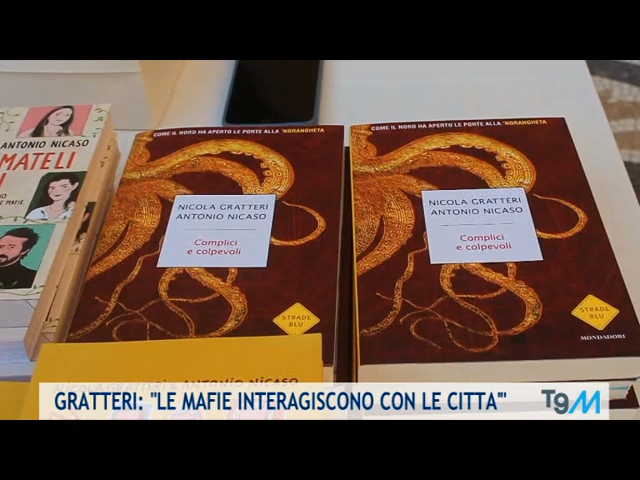 ANTONIO NICASO
MATELI
E MAFIE
COME IL NORD HA APERTO LE PORTE ALLA 'NDRANGHETA
NICOLA GRATTERI
ANTONIO NICASO
Complici
e colpevoli
STRADE
BLU
COME IL NORD HA APERTO LE PORTE ALLA 'NDRANGHETA
NICOLA GRATTERI
ANTONIO NICASO
Complici
e colpevoli
STRADE
BLU
MONDADORI
NICOLA GRATTERI & ANTONIO NICASO
GRATTERI: "LE MAFIE INTERAGISCONO CON LE CITTA'"
T9M